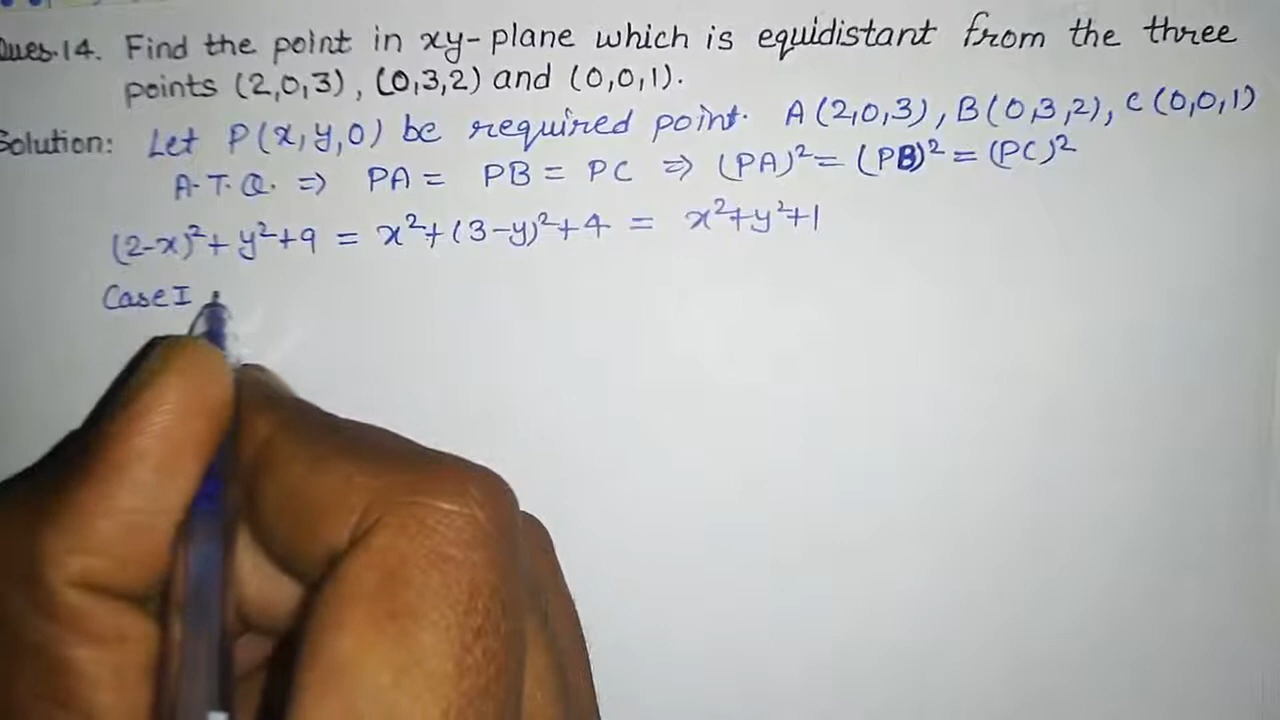 Ques.14. Find the point in xy-plane which is equidistant from the three
points (2,0,3), (0,3,2) and (0,0,1).
Solution: Let P(x,y,0) be required point. A(2,0,3), B(0,3,2), C(0,0,1)
A.T.Q. ⇒ PA = PB = PC ⇒ (PA)² = (PB)² = (PC)²
(2-x)² + y² + 9 = x² + (3-y)² + 4 = x² + y² + 1
Case I